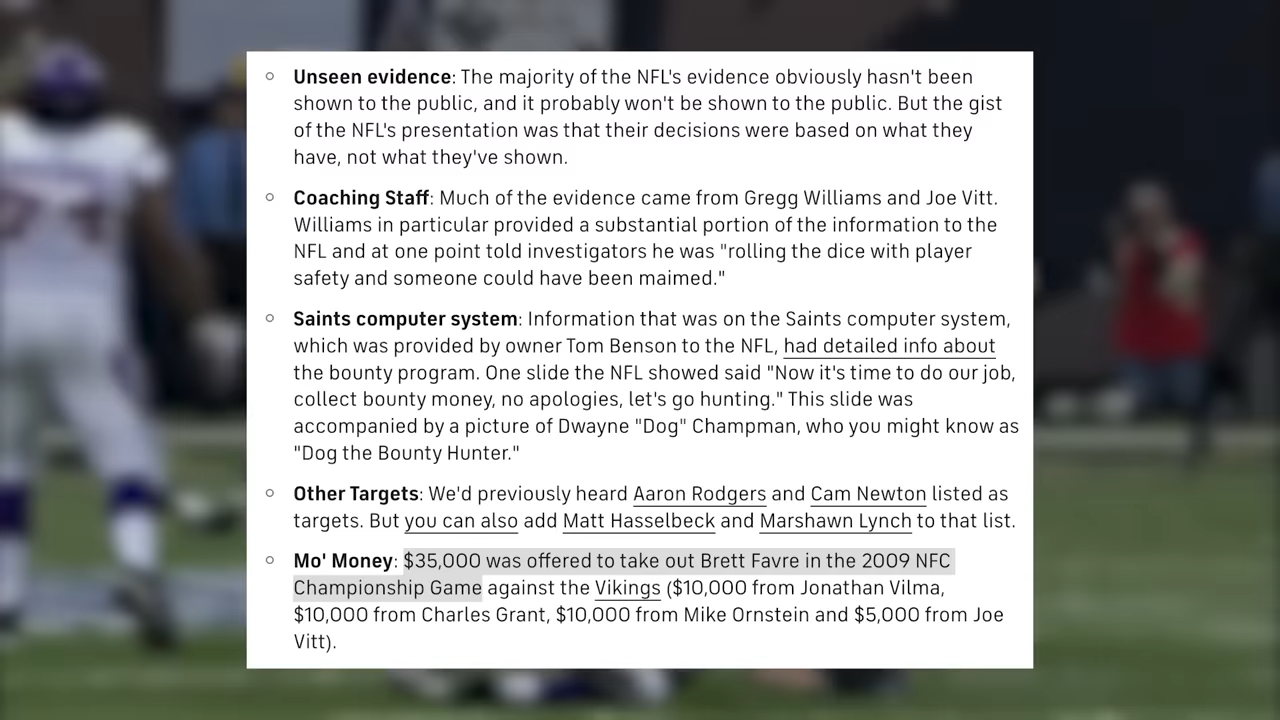 Unseen evidence: The majority of the NFL's evidence obviously hasn't been
shown to the public, and it probably won't be shown to the public. But the gist
of the NFL's presentation was that their decisions were based on what they
have, not what they've shown.
Coaching Staff: Much of the evidence came from Gregg Williams and Joe Vitt.
Williams in particular provided a substantial portion of the information to the
NFL and at one point told investigators he was "rolling the dice with player
safety and someone could have been maimed."
Saints computer system: Information that was on the Saints computer system,
which was provided by owner Tom Benson to the NFL, had detailed info about
the bounty program. One slide the NFL showed said "Now it's time to do our job,
collect bounty money, no apologies, let's go hunting." This slide was
accompanied by a picture of Dwayne "Dog" Champman, who you might know as
"Dog the Bounty Hunter."
Other Targets: We'd previously heard Aaron Rodgers and Cam Newton listed as
targets. But you can also add Matt Hasselbeck and Marshawn Lynch to that list.
Mo' Money: $35,000 was offered to take out Brett Favre in the 2009 NFC
Championship Game against the Vikings ($10,000 from Jonathan Vilma,
$10,000 from Charles Grant, $10,000 from Mike Ornstein and $5,000 from Joe
Vitt).